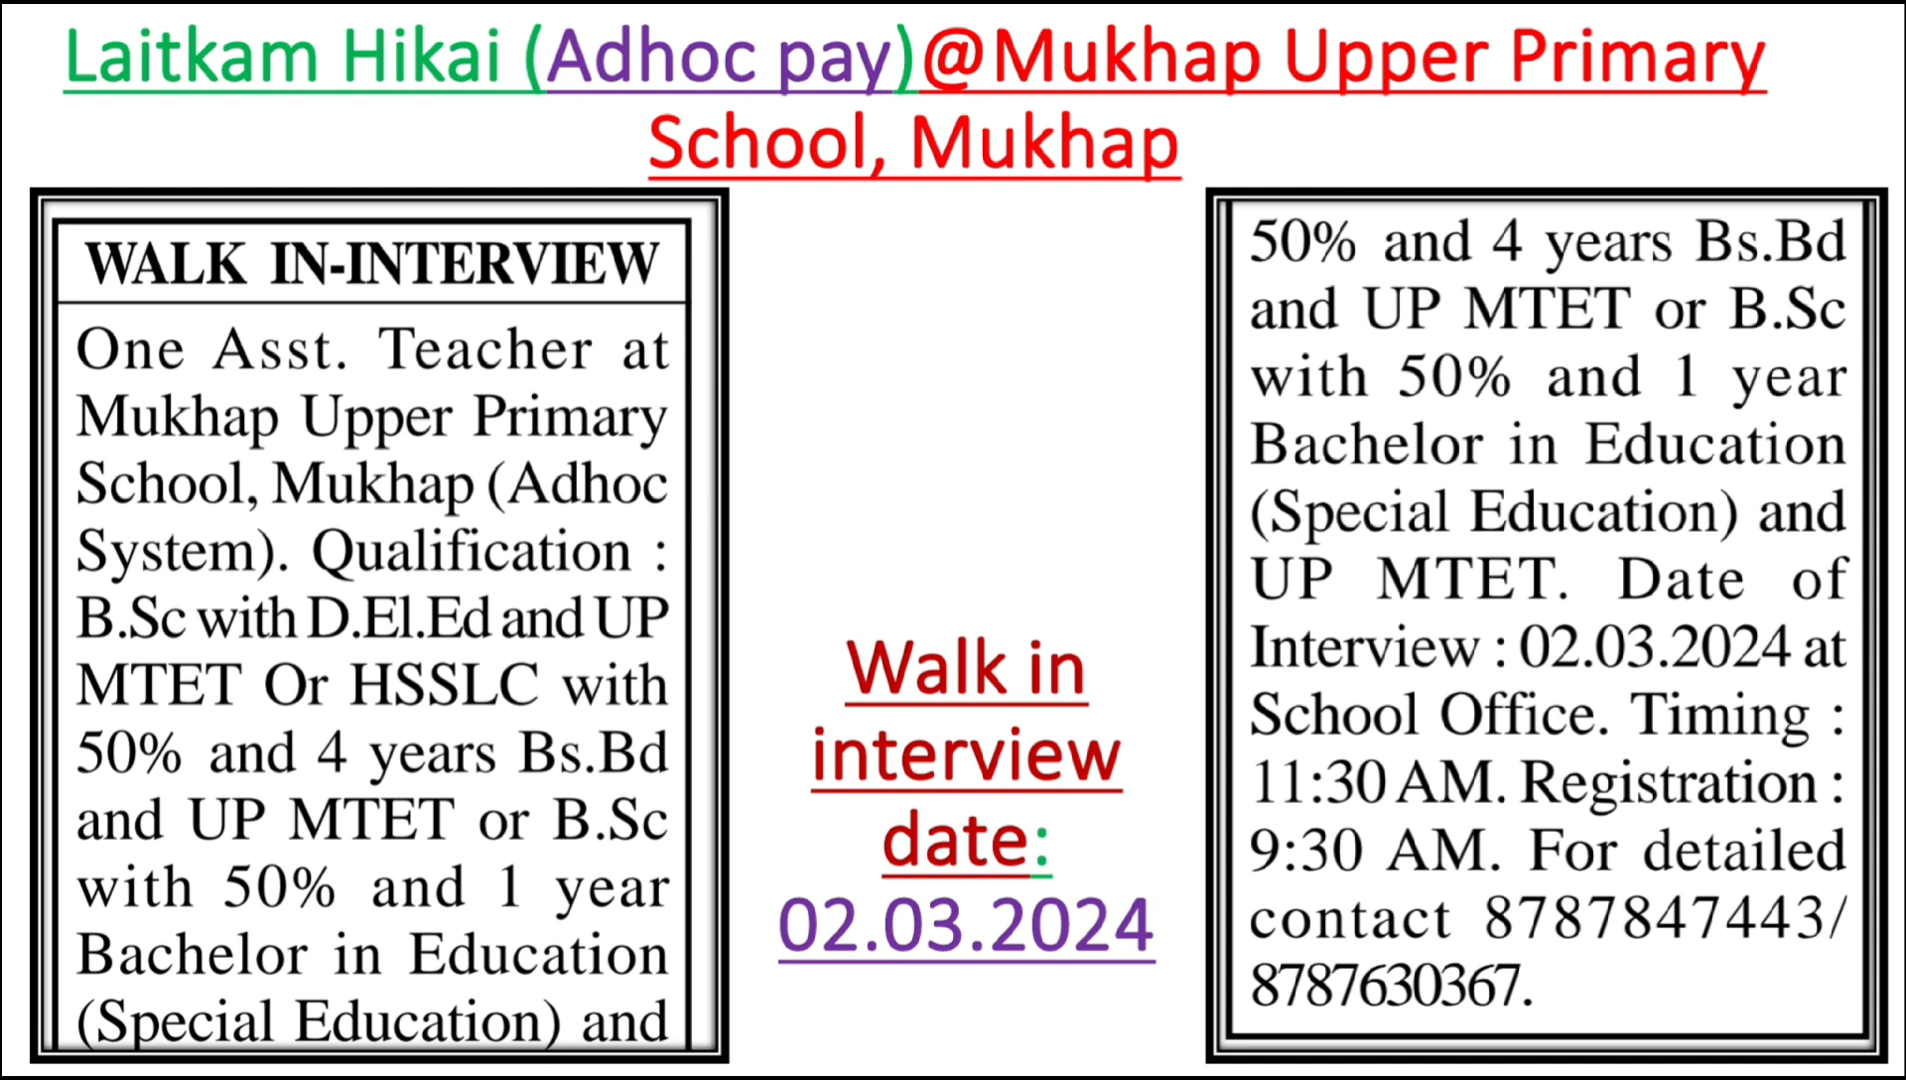 Laitkam Hikai (Adhoc pay)@Mukhap Upper Primary
School, Mukhap
WALK IN-INTERVIEW
One Asst. Teacher at
Mukhap Upper Primary
School, Mukhap (Adhoc
System). Qualification :
B.Sc with D.El.Ed and UP
MTET Or HSSLC with
50% and 4 years Bs.Bd
and UP MTET or B.Sc
with 50% and 1 year
Bachelor in Education
(Special Education) and
Walk in
interview
date:
02.03.2024
50% and 4 years Bs.Bd
and UP MTET or B.Sc
with 50% and 1 year
Bachelor in Education
(Special Education) and
UP MTET. Date of
Interview : 02.03.2024 at
School Office. Timing :
11:30 AM. Registration :
9:30 AM. For detailed
contact 8787847443/
8787630367.